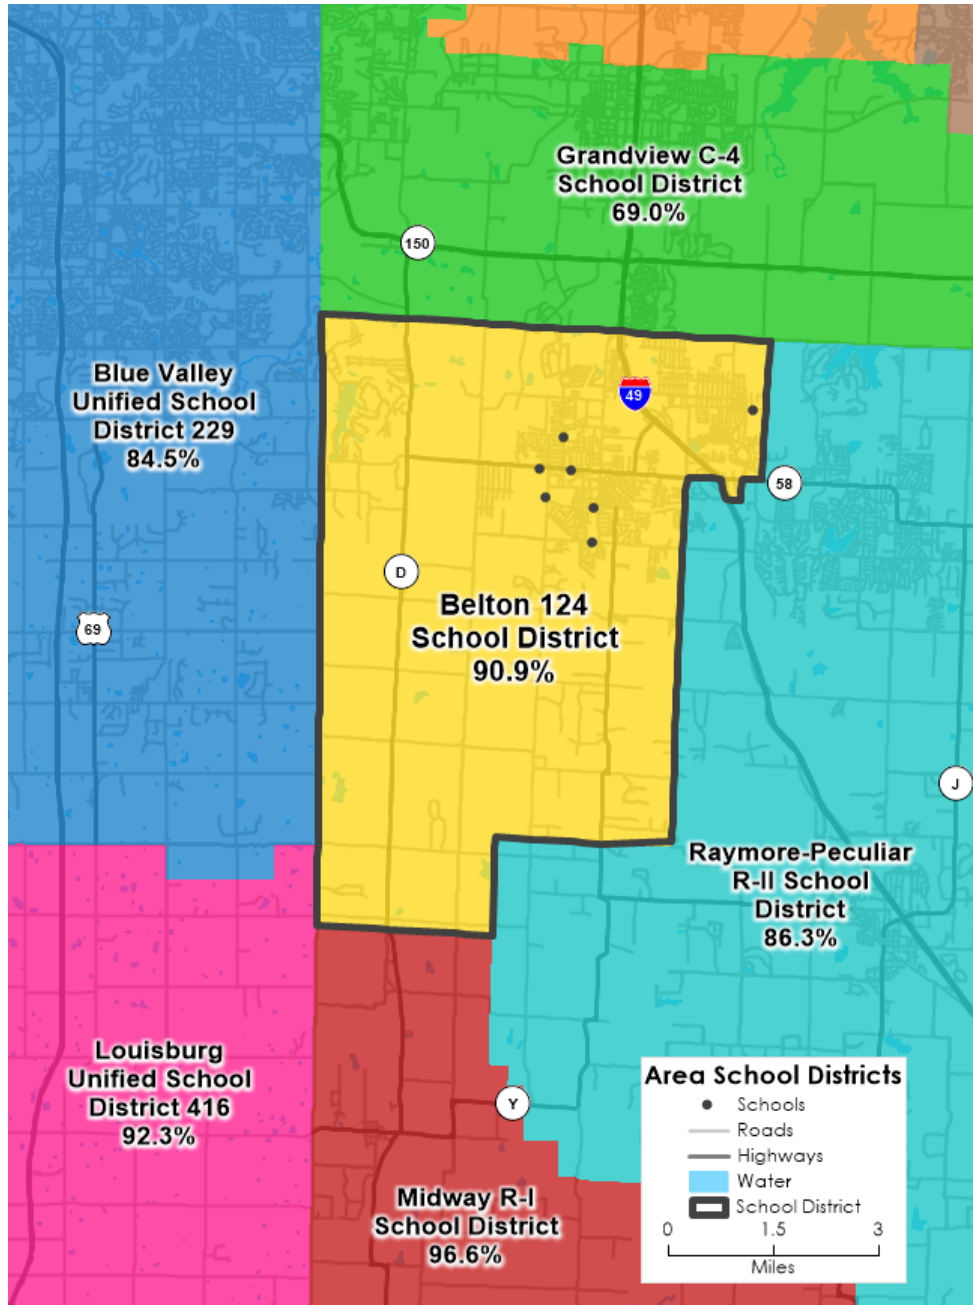 Grandview C-4
School District
69.0%
150
Blue Valley
Unified School
District 229
84.5%
49
58
D
Belton 124
School District
90.9%
69
J
Raymore-Peculiar
R-II School
District
86.3%
Louisburg
Unified School
District 416
92.3%
Y
Midway R-I
School District
96.6%
Area School Districts
Schools
Roads
Highways
Water
School District
0 1.5 3
Miles